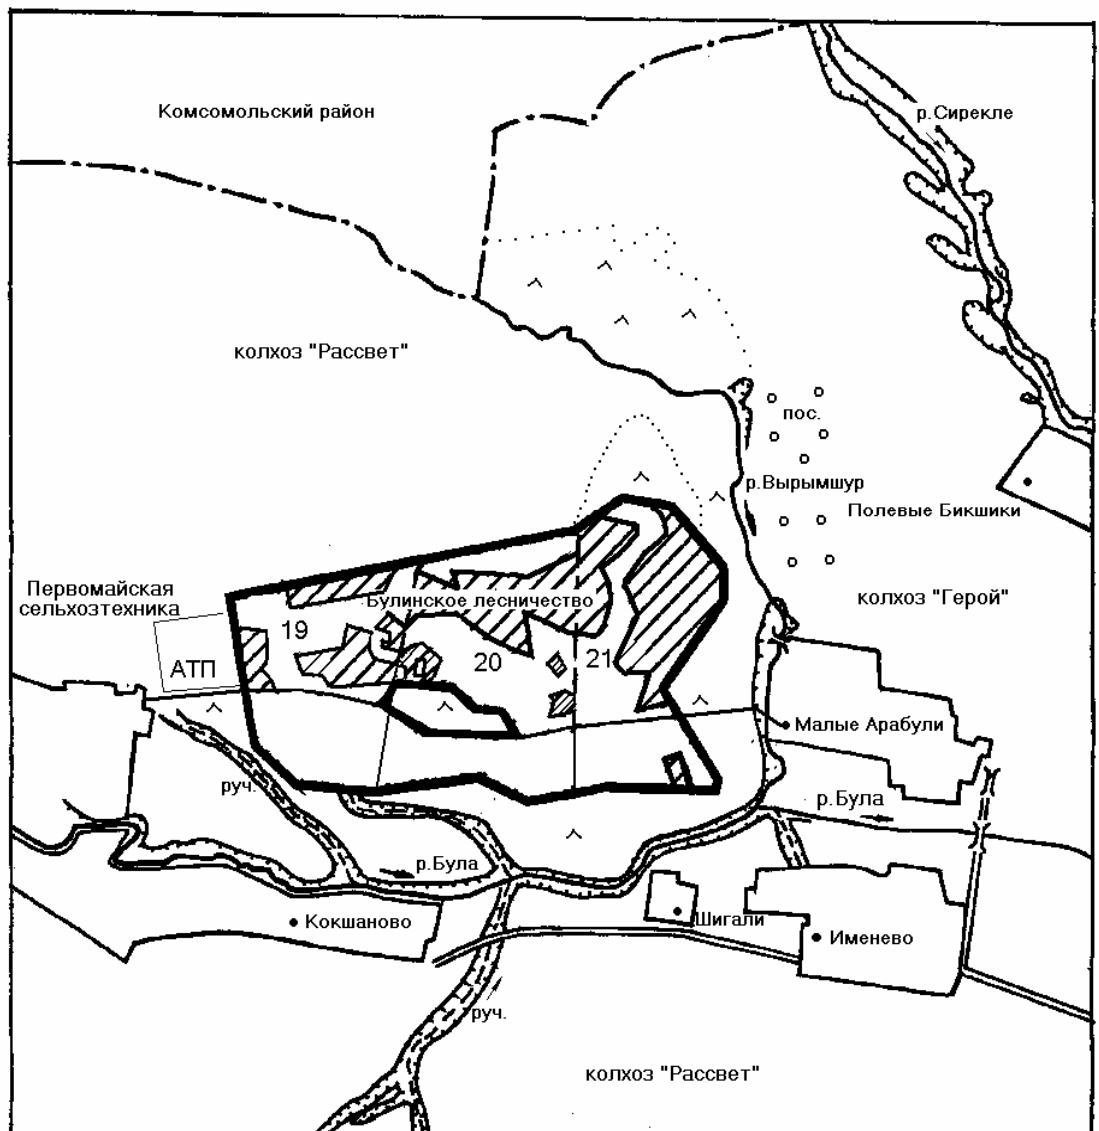 Комсомольский район
р.Сирекле
колхоз "Рассвет"
пос.
р.Вырымшур
Полевые Бикшики
Первомайская
сельхозтехника
Булинское лесничество
колхоз "Герой"
19
20
21
АТП
Малые Арабули
руч.
р.Була
р.Була
Кокшаново
Шигали
Именево
руч.
колхоз "Рассвет"